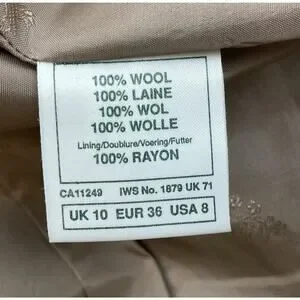 100% WOOL
100% LAINE
100% WOL
100% WOLLE
Lining/Doublure/Voering/Futter
100% RAYON
CA11249 IWS No. 1879 UK 71
UK 10 EUR 36 USA 8